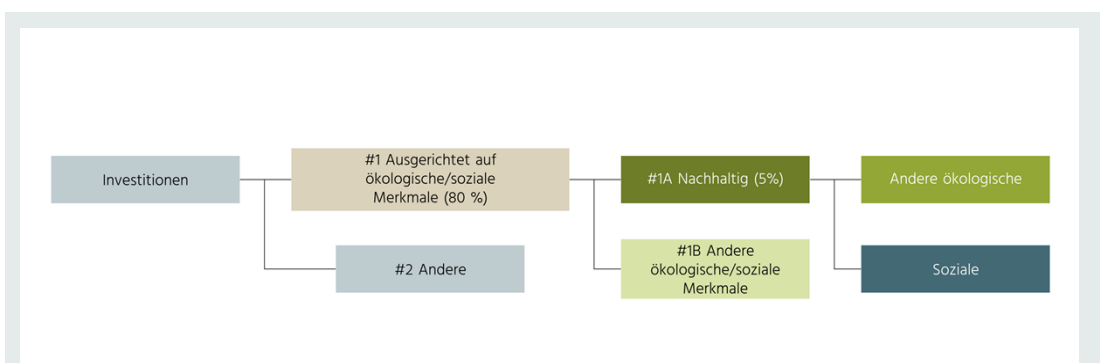 Investitionen
#1 Ausgerichtet auf
ökologische/soziale
Merkmale (80 %)
#1A Nachhaltig (5%)
Andere ökologische
#2 Andere
#1B Andere
ökologische/soziale
Merkmale
Soziale